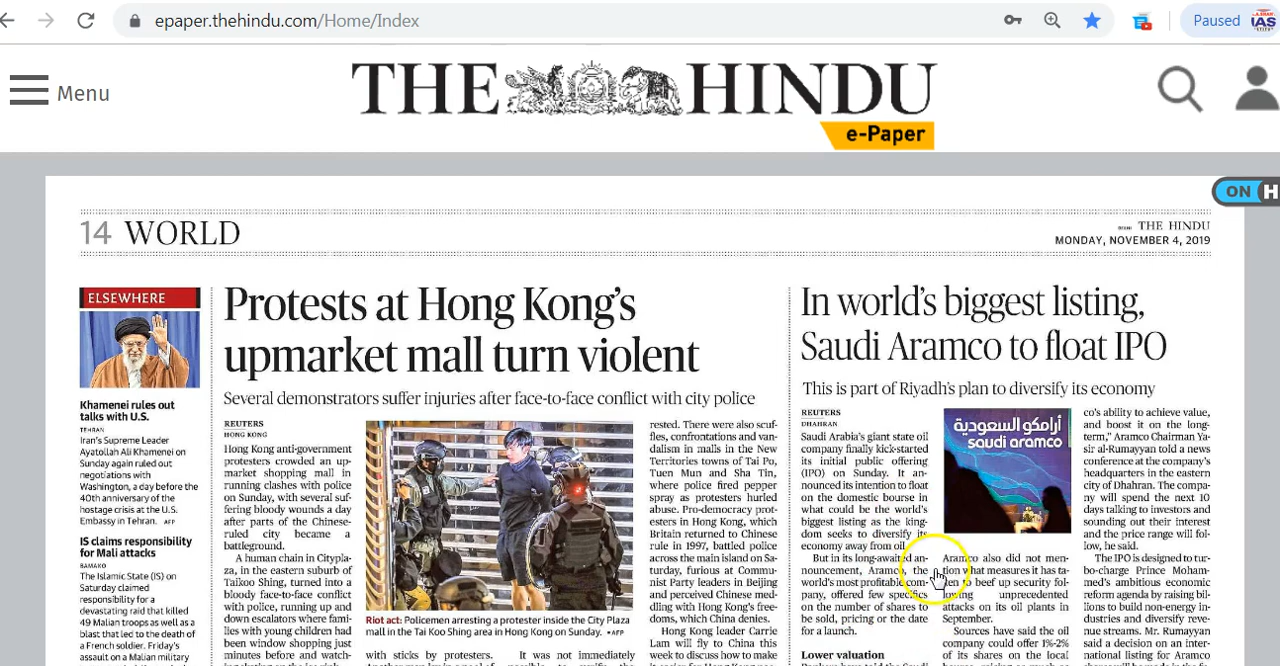 epaper.thehindu.com/Home/Index
Paused
IAS
Menu
THE HINDU
e-Paper
ON H
14 WORLD
THE HINDU
MONDAY, NOVEMBER 4, 2019
ELSEWHERE
Khamenei rules out
talks with U.S.
TEHRAN
Iran's Supreme Leader
Ayatollah Ali Khamenei on
Sunday again ruled out
negotiations with
Washington, a day before the
40th anniversary of the
hostage crisis at the U.S.
Embassy in Tehran. AFP
IS claims responsibility
for Mali attacks
BAMAKO
The Islamic State (IS) on
Saturday claimed
responsibility for a
devastating raid that killed
49 Malian troops as well as a
blast that led to the death of
a French soldier. Friday's
assault on a Malian military
Protests at Hong Kong's
upmarket mall turn violent
Several demonstrators suffer injuries after face-to-face conflict with city police
REUTERS
HONG KONG
Hong Kong anti-government
protesters crowded an up-
market shopping mall in
running clashes with police
on Sunday, with several suf-
fering bloody wounds a day
after parts of the Chinese-
ruled city became a
battleground.
A human chain in Citypla-
za, in the eastern suburb of
Taikoo Shing, turned into a
bloody face-to-face conflict
with police, running up and
down escalators where fami-
lies with young children had
been window shopping just
minutes before and watch-
Riot act: Policemen arresting a protester inside the City Plaza
mall in the Tai Koo Shing area in Hong Kong on Sunday. •AFP
with sticks by protesters.
It was not immediately
rested. There were also scuf-
fles, confrontations and van-
dalism in malls in the New
Territories towns of Tai Po,
Tuen Mun and Sha Tin,
where police fired pepper
spray as protesters hurled
abuse. Pro-democracy prot-
esters in Hong Kong, which
Britain returned to Chinese
rule in 1997, battled police
across the main island on Sa-
turday, furious at Commu-
nist Party leaders in Beijing
and perceived Chinese med-
dling with Hong Kong's free-
doms, which China denies.
Hong Kong leader Carrie
Lam will fly to China this
week to discuss how to make
In world's biggest listing,
Saudi Aramco to float IPO
This is part of Riyadh's plan to diversify its economy
REUTERS
DHAHRAN
Saudi Arabia's giant state oil
company finally kick-started
its initial public offering
(IPO) on Sunday. It an-
nounced its intention to float
on the domestic bourse in
what could be the world's
biggest listing as the king-
dom seeks to diversify its
economy away from oil.
But in its long-awaited an-
nouncement, Aramco, the
world's most profitable com-
pany, offered few specifics
on the number of shares to
be sold, pricing or the date
for a launch.
Lower valuation
أرامكو السعودية
saudi aramco
Aramco also did not men-
tion what measures it has ta-
ken to beef up security fol-
lowing unprecedented
attacks on its oil plants in
September.
Sources have said the oil
company could offer 1%-2%
of its shares on the local
co's ability to achieve value,
and boost it on the long-
term," Aramco Chairman Ya-
sir al-Rumayyan told a news
conference at the company's
headquarters in the eastern
city of Dhahran. The compa-
ny will spend the next 10
days talking to investors and
sounding out their interest
and the price range will fol-
low, he said.
The IPO is designed to tur-
bo-charge Prince Moham-
med's ambitious economic
reform agenda by raising bil-
lions to build non-energy in-
dustries and diversify reve-
nue streams. Mr. Rumayyan
said a decision on an inter-
national listing for Aramco